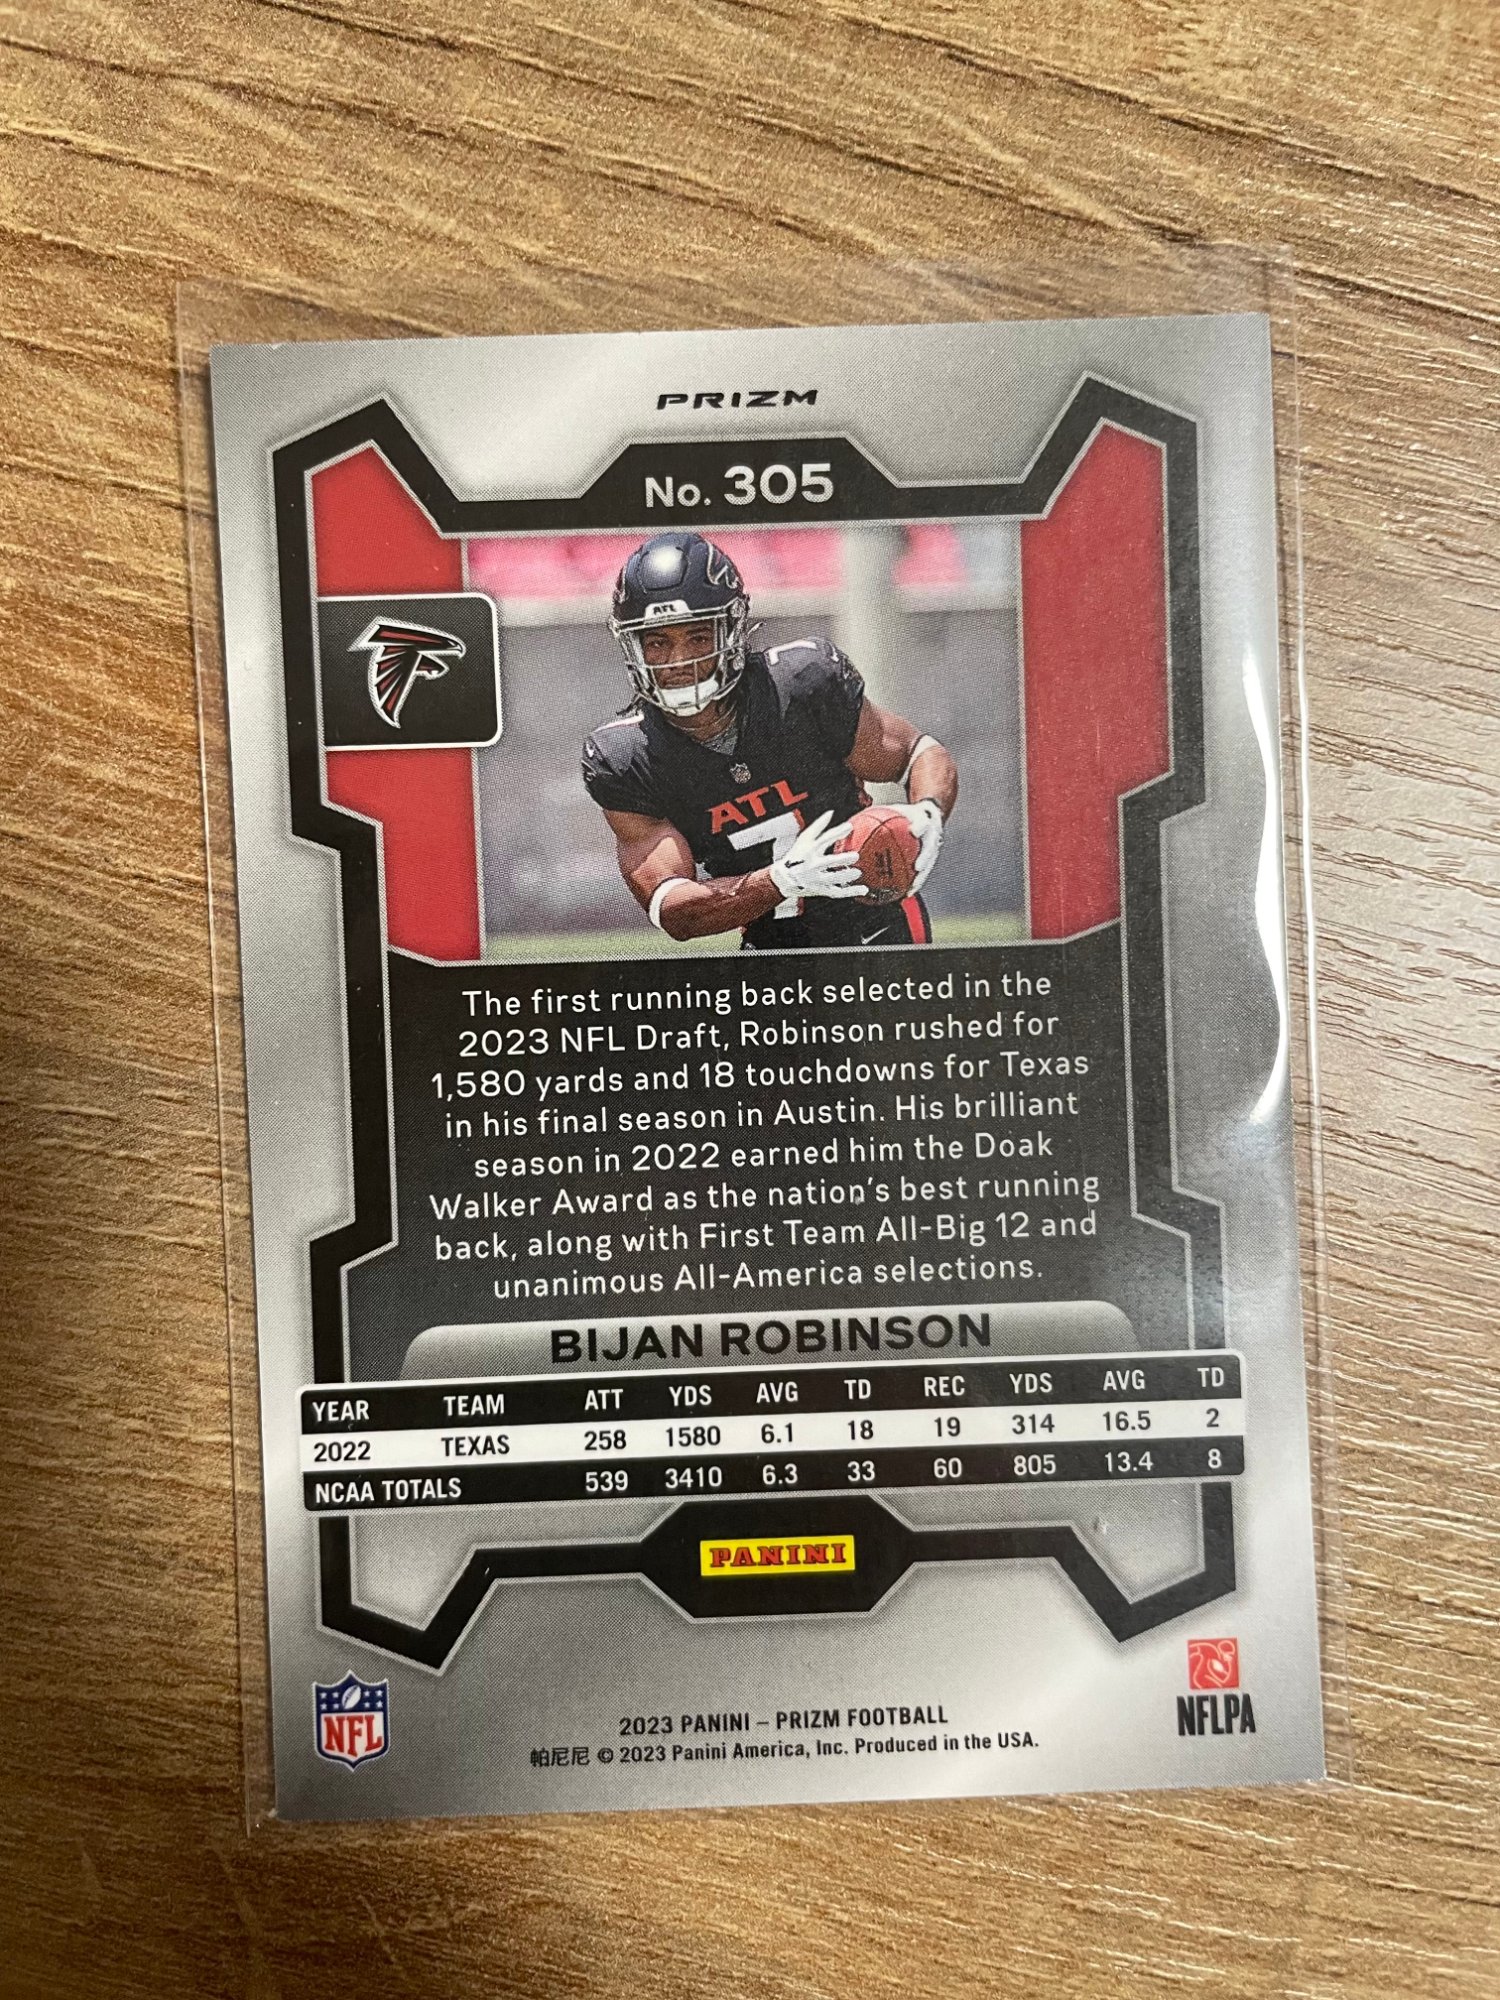 PRIZM
No. 305
ATL
7
ATL
7
The first running back selected in the
2023 NFL Draft, Robinson rushed for
1,580 yards and 18 touchdowns for Texas
in his final season in Austin. His brilliant
season in 2022 earned him the Doak
Walker Award as the nation's best running
back, along with First Team All-Big 12 and
unanimous All-America selections.
BIJAN ROBINSON
YEAR TEAM ATT YDS AVG TD REC YDS AVG TD
2022 TEXAS 258 1580 6.1 18 19 314 16.5 2
NCAA TOTALS 539 3410 6.3 33 60 805 13.4 8
PANINI
NFL
NFLPA
2023 PANINI – PRIZM FOOTBALL
帕尼尼 © 2023 Panini America, Inc. Produced in the USA.